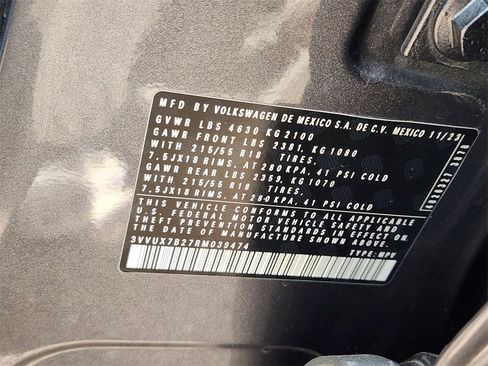 MFD BY VOLKSWAGEN DE MEXICO S.A. DE C.V. MEXICO 11/23
GVWR LBS 4630 KG 2100
GAWR FRONT LBS 2381, KG 1080
WITH 215/55 R18 TIRES.
7.5JX18 RIMS. AT 280 KPA, 41 PSI COLD
GAWR REAR LBS 2359, KG 1070
WITH 215/55 R18 TIRES.
7.5JX18 RIMS. AT 280 KPA, 41 PSI COLD
THIS VEHICLE CONFORMS TO ALL APPLICABLE
U.S. FEDERAL MOTOR VEHICLE SAFETY AND
THEFT PREVENTION STANDARDS IN EFFECT ON
THE DATE OF MANUFACTURE SHOWN ABOVE.
3VVUX7B27RM039474 TYPE: MPV